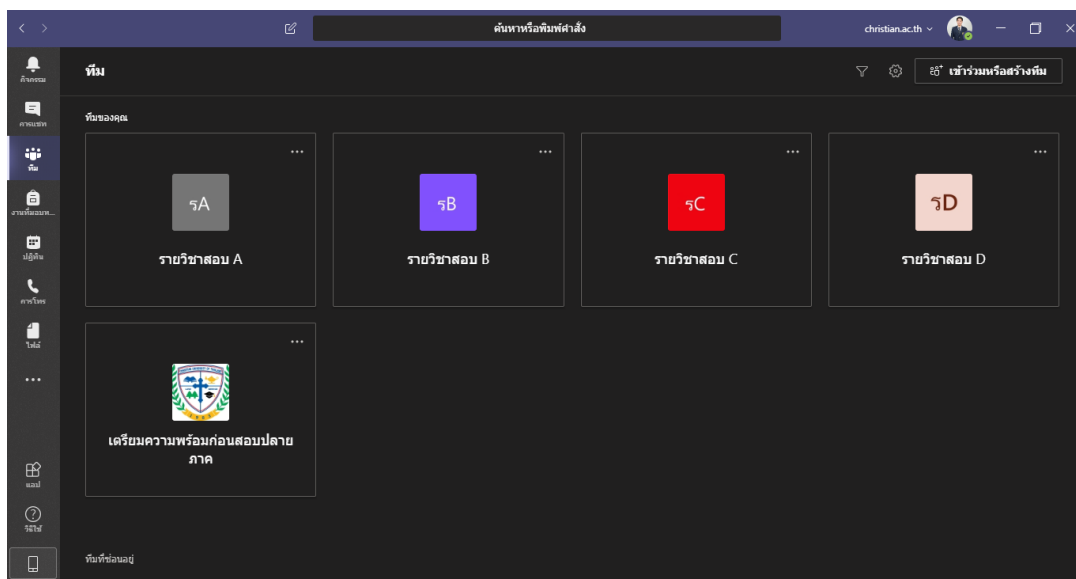 ค้นหาหรือพิมพ์คำสั่ง
christian.ac.th
กิจกรรม
การแชท
ทีม
งานที่มอบห...
ปฏิทิน
การโทร
ไฟล์
แอป
วิธีใช้
ทีม
เข้าร่วมหรือสร้างทีม
ทีมของคุณ
รA
รายวิชาสอบ A
รB
รายวิชาสอบ B
รC
รายวิชาสอบ C
รD
รายวิชาสอบ D
เตรียมความพร้อมก่อนสอบปลาย
ภาค
ทีมที่ซ่อนอยู่